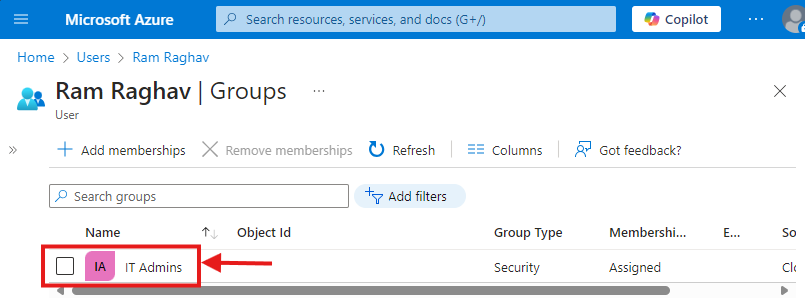 Microsoft Azure
Search resources, services, and docs (G+/)
Copilot
Home > Users > Ram Raghav
Ram Raghav | Groups ...
User
» + Add memberships × Remove memberships Refresh Columns Got feedback?
Search groups
Add filters
Name ↑↓ Object Id Group Type Membershi... E... So
IA IT Admins Security Assigned Clo